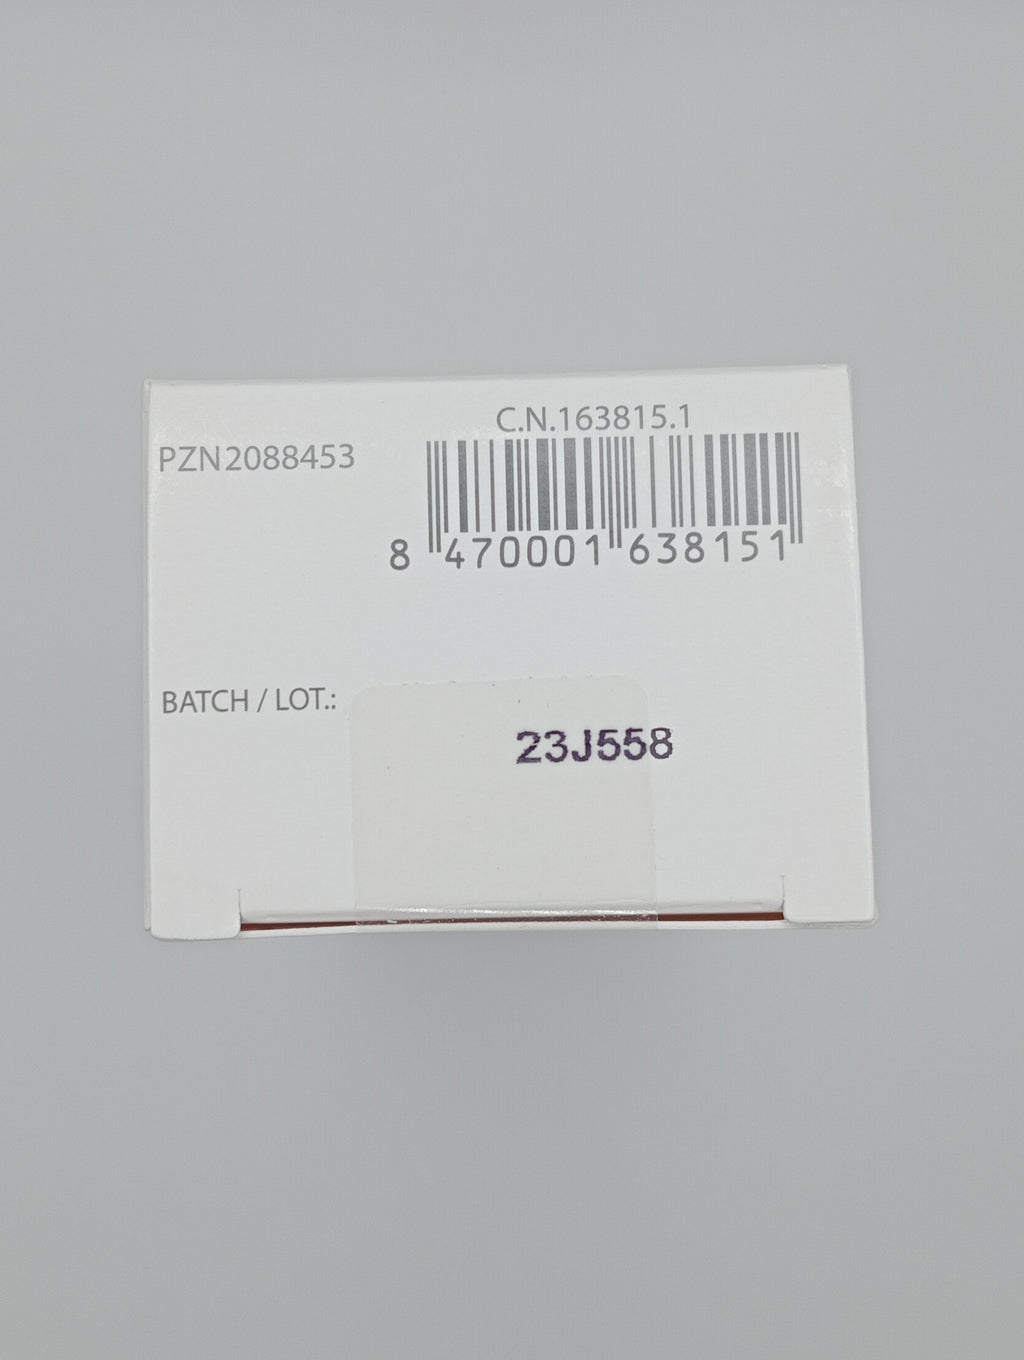 C.N.163815.1
PZN2088453
8 470001 638151
BATCH / LOT.:
23J558